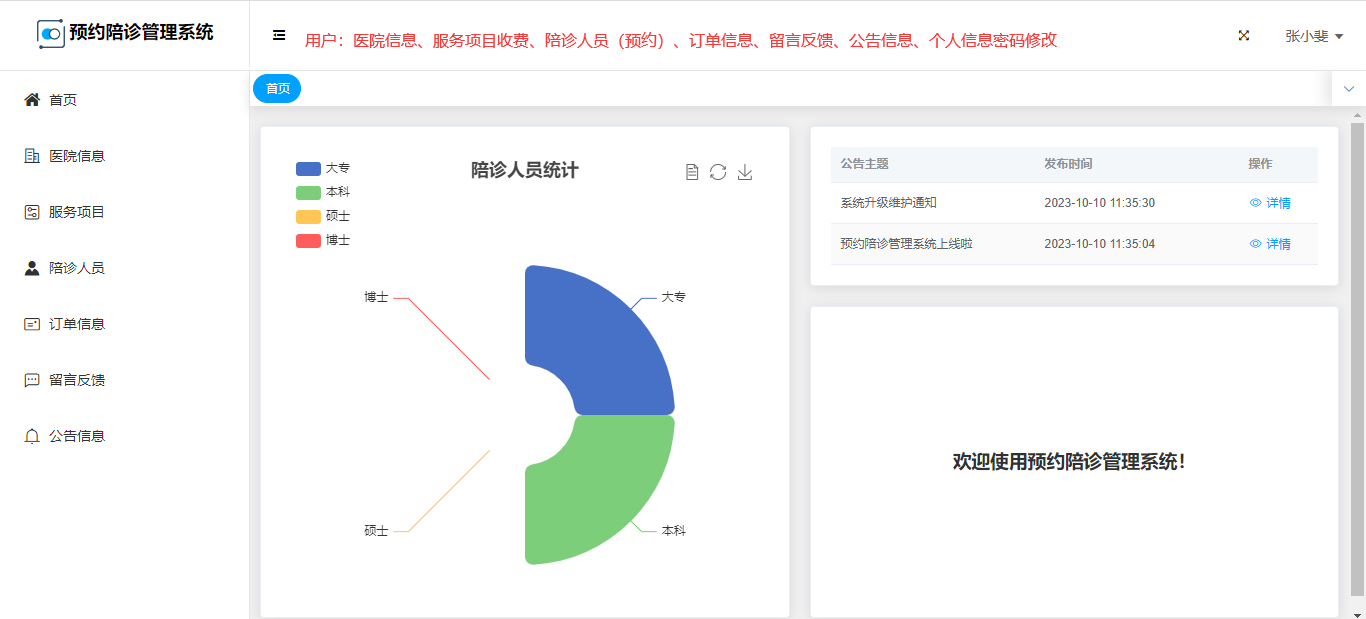 预约陪诊管理系统
用户：医院信息、服务项目收费、陪诊人员（预约）、订单信息、留言反馈、公告信息、个人信息密码修改
张小斐
首页
医院信息
服务项目
陪诊人员
订单信息
留言反馈
公告信息
首页
大专
本科
硕士
博士
陪诊人员统计
博士
大专
硕士
本科
公告主题 发布时间 操作
系统升级维护通知 2023-10-10 11:35:30 详情
预约陪诊管理系统上线啦 2023-10-10 11:35:04 详情
欢迎使用预约陪诊管理系统！